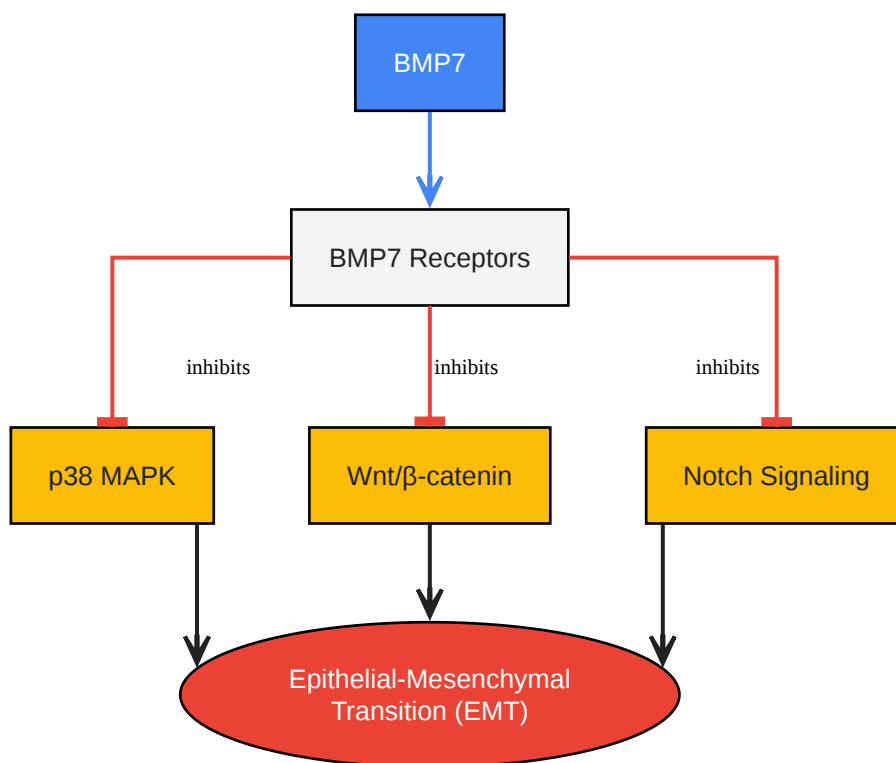 BMP7
BMP7 Receptors
inhibits
inhibits
inhibits
p38 MAPK
Wnt/β-catenin
Notch Signaling
Epithelial-Mesenchymal
Transition (EMT)